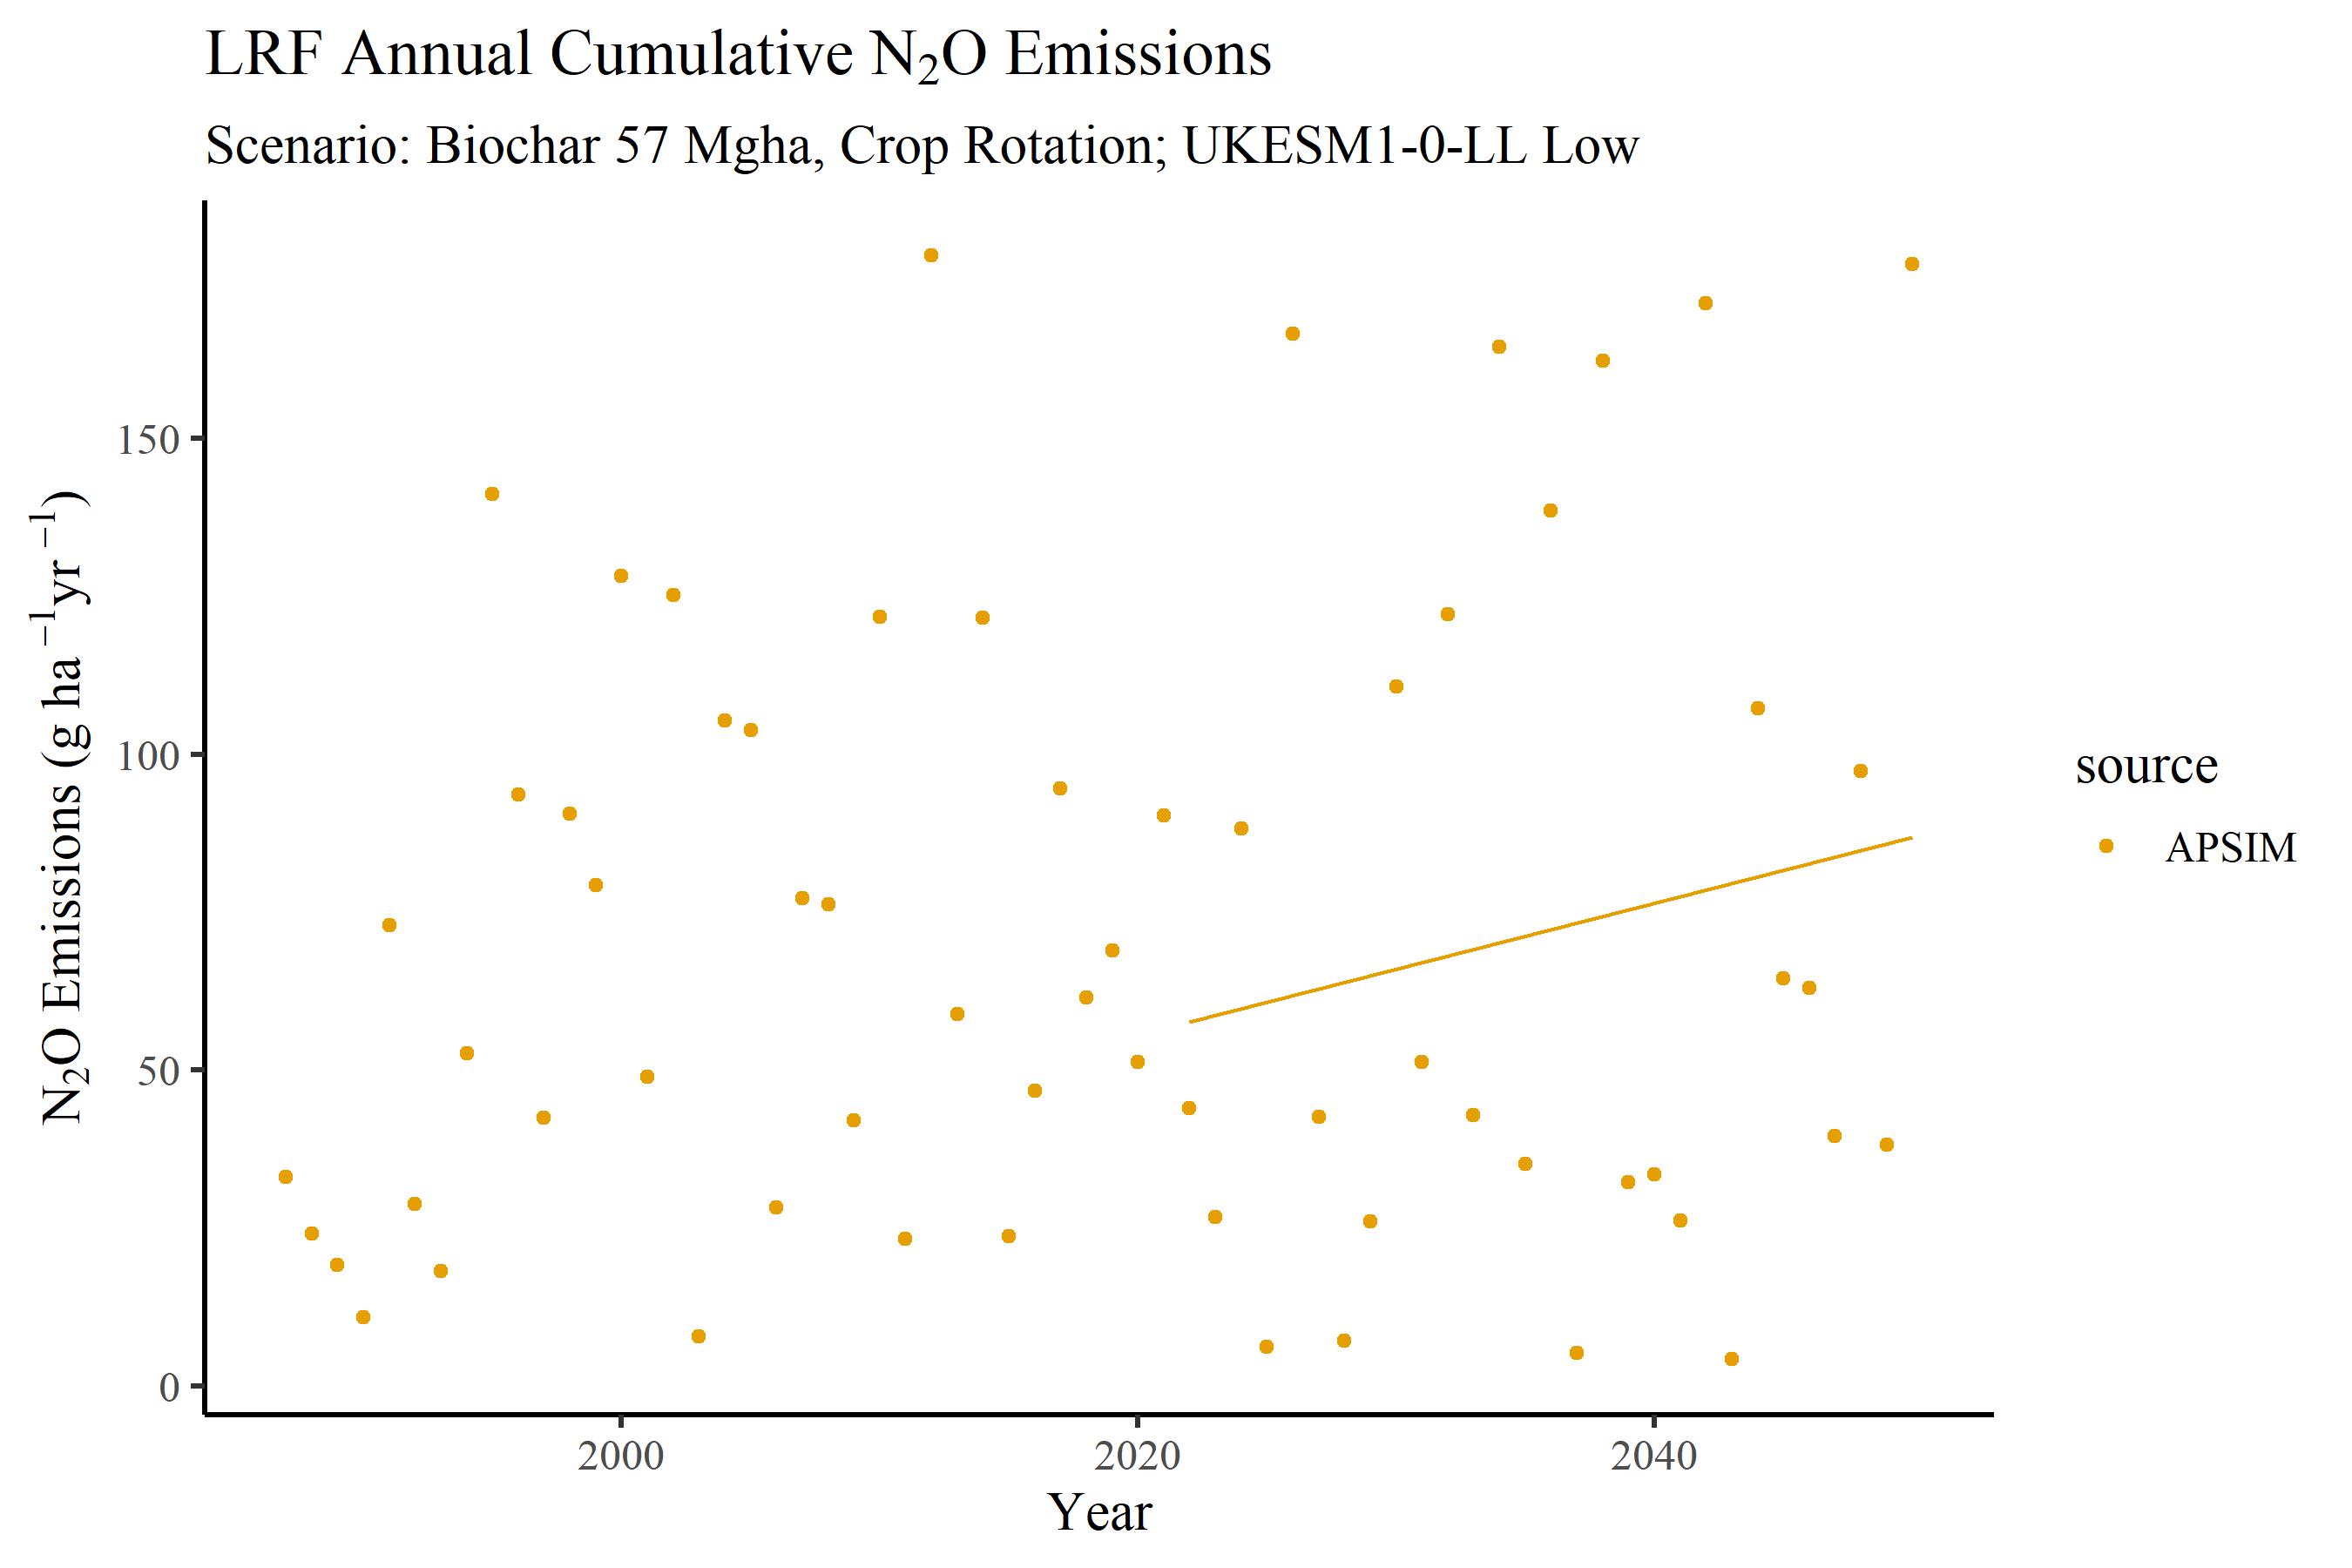 LRF Annual Cumulative N₂O Emissions
Scenario: Biochar 57 Mgha, Crop Rotation; UKESM1-0-LL Low
N₂O Emissions (g ha ⁻¹yr ⁻¹)
150
100
50
0
2000
2020
2040
Year
source
APSIM